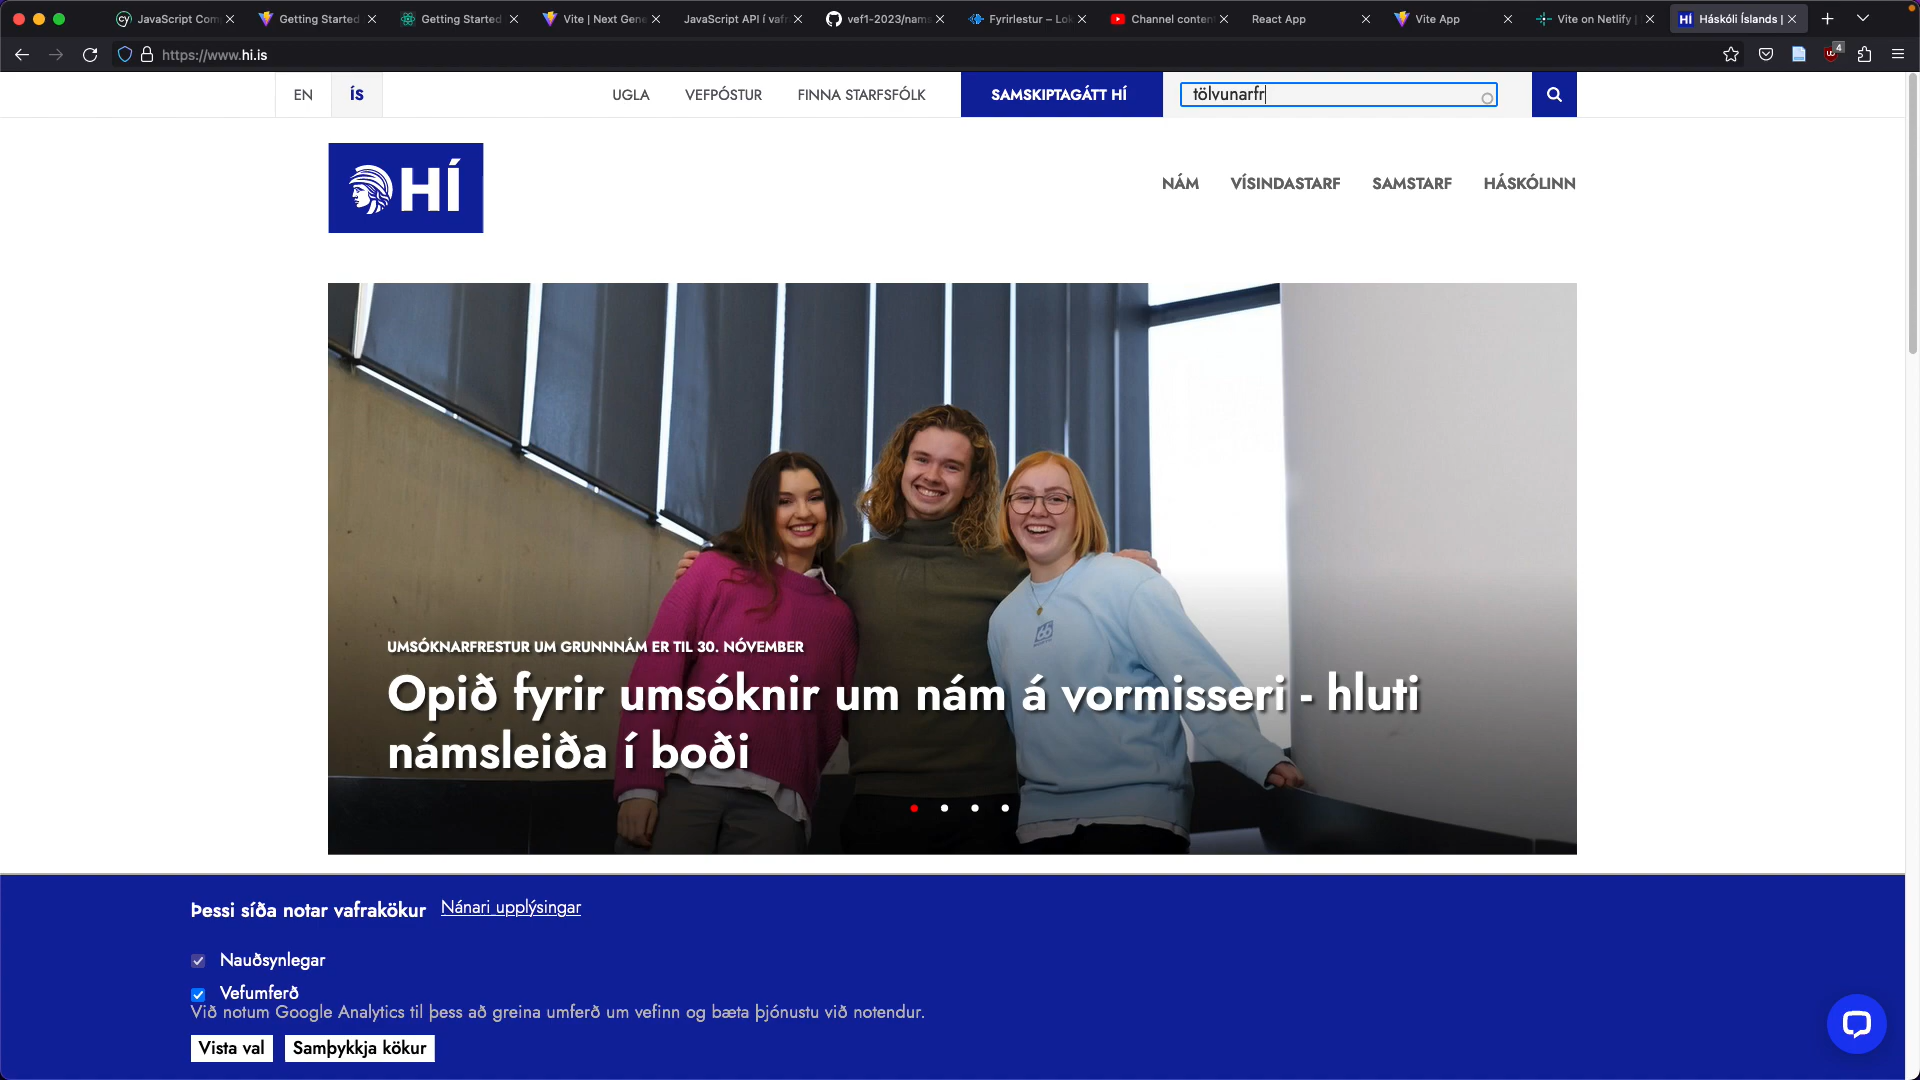 JavaScript Com
Getting Started
Getting Started
Vite | Next Gene
JavaScript API í vaf
vef1-2023/nams
Fyrirlestur – Lok
Channel conten
React App
Vite App
Vite on Netlify |
Háskóli Íslands |
https://www.hi.is
4
EN
ÍS
UGLA
VEFPÓSTUR
FINNA STARFSFÓLK
SAMSKIPTAGÁTT HÍ
tölvunarfr
HÍ
NÁM
VÍSINDASTARF
SAMSTARF
HÁSKÓLINN
UMSÓKNARFRESTUR UM GRUNNNÁM ER TIL 30. NÓVEMBER
Opið fyrir umsóknir um nám á vormisseri - hluti
námsleiða í boði
Þessi síða notar vafrakökur
Nánari upplýsingar
Nauðsynlegar
Vefumferð
Við notum Google Analytics til þess að greina umferð um vefinn og bæta þjónustu við notendur.
Vista val
Samþykkja kökur